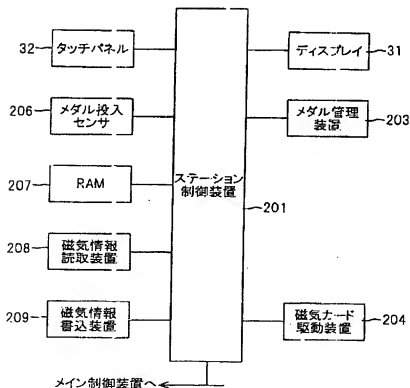 32
タッチパネル
ディスプレイ
31
206
メダル投入
センサ
メダル管理
装置
203
207
RAM
ステーション
制御装置
201
208
磁気情報
読取装置
209
磁気情報
書込装置
磁気カード
駆動装置
204
メイン制御装置へ